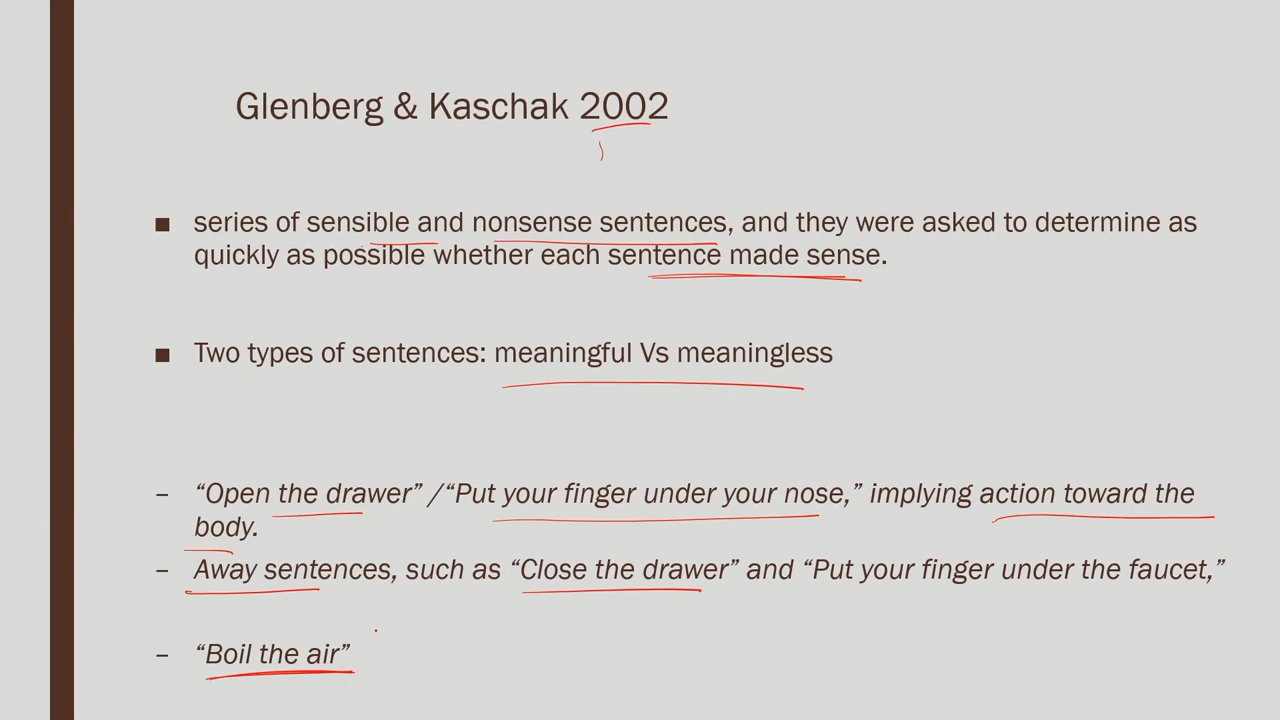 Glenberg & Kaschak 2002
■ series of sensible and nonsense sentences, and they were asked to determine as
quickly as possible whether each sentence made sense.
■ Two types of sentences: meaningful Vs meaningless
– “Open the drawer” /“Put your finger under your nose,” implying action toward the
body.
– Away sentences, such as “Close the drawer” and “Put your finger under the faucet,”
– “Boil the air”